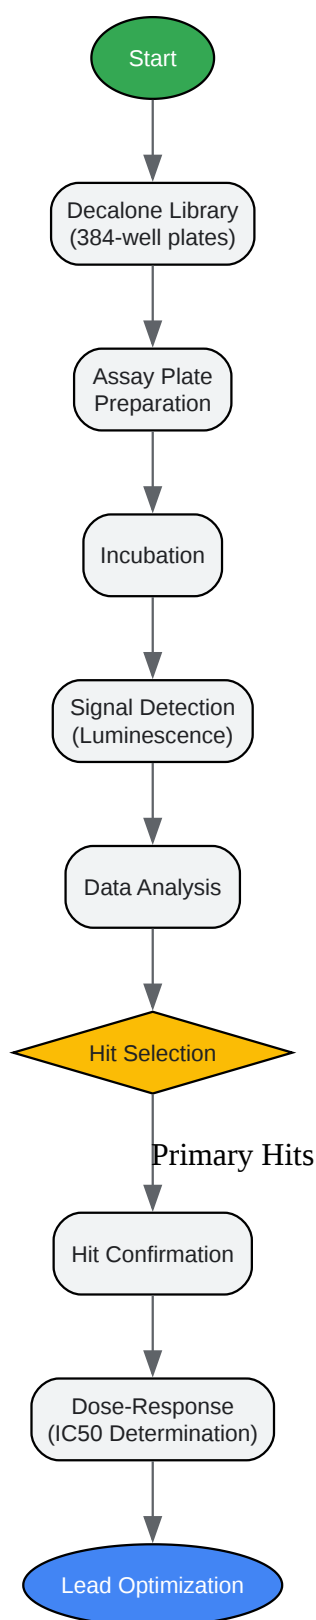 Start
Decalone Library
(384-well plates)
Assay Plate
Preparation
Incubation
Signal Detection
(Luminescence)
Data Analysis
Hit Selection
Primary Hits
Hit Confirmation
Dose-Response
(IC50 Determination)
Lead Optimization